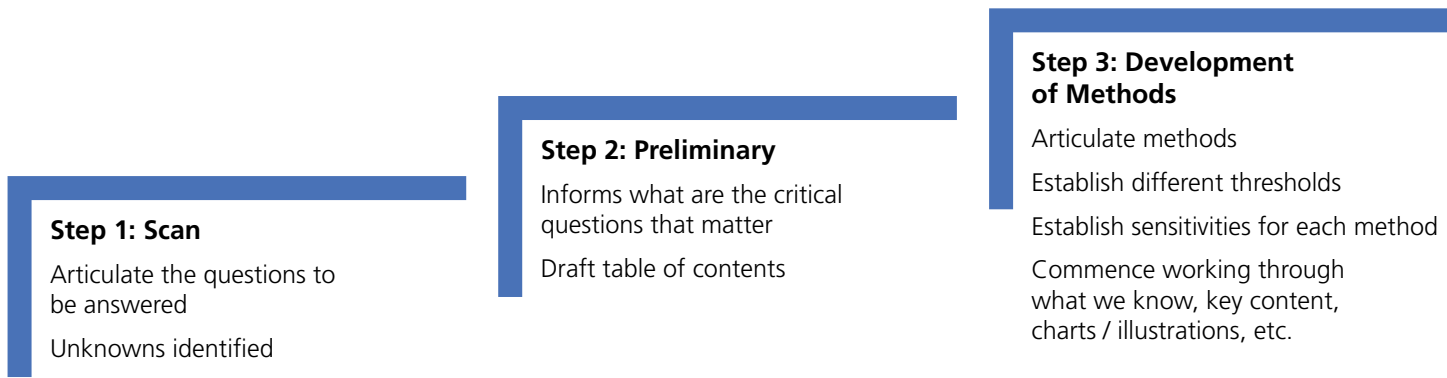 Step 1: Scan
Articulate the questions to
be answered
Unknowns identified
Step 2: Preliminary
Informs what are the critical
questions that matter
Draft table of contents
Step 3: Development
of Methods
Articulate methods
Establish different thresholds
Establish sensitivities for each method
Commence working through
what we know, key content,
charts / illustrations, etc.